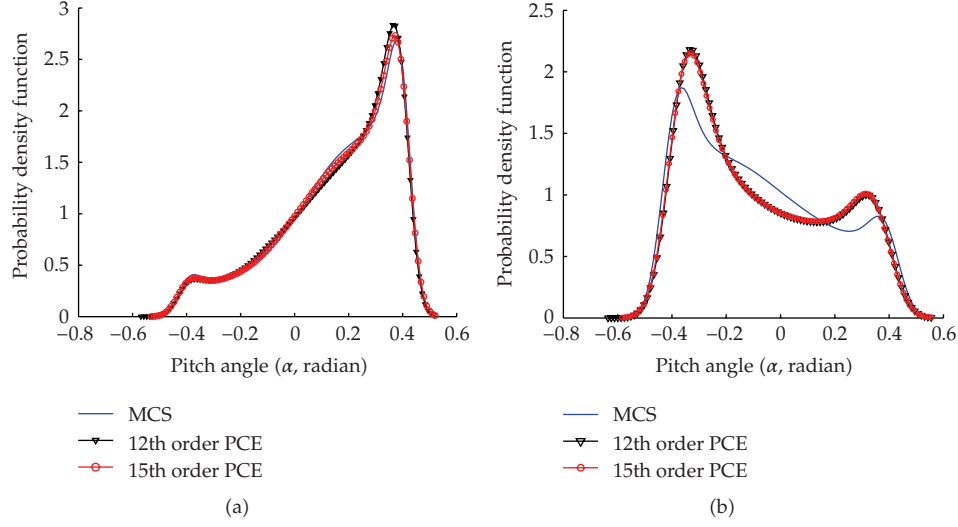 3
2.5
2
1.5
1
0.5
0
−0.8
−0.6
−0.4
−0.2
0
0.2
0.4
0.6
Probability density function
Pitch angle (α, radian)
MCS
12th order PCE
15th order PCE
(a)
2.5
2
1.5
1
0.5
0
−0.8
−0.6
−0.4
−0.2
0
0.2
0.4
0.6
Probability density function
Pitch angle (α, radian)
MCS
12th order PCE
15th order PCE
(b)